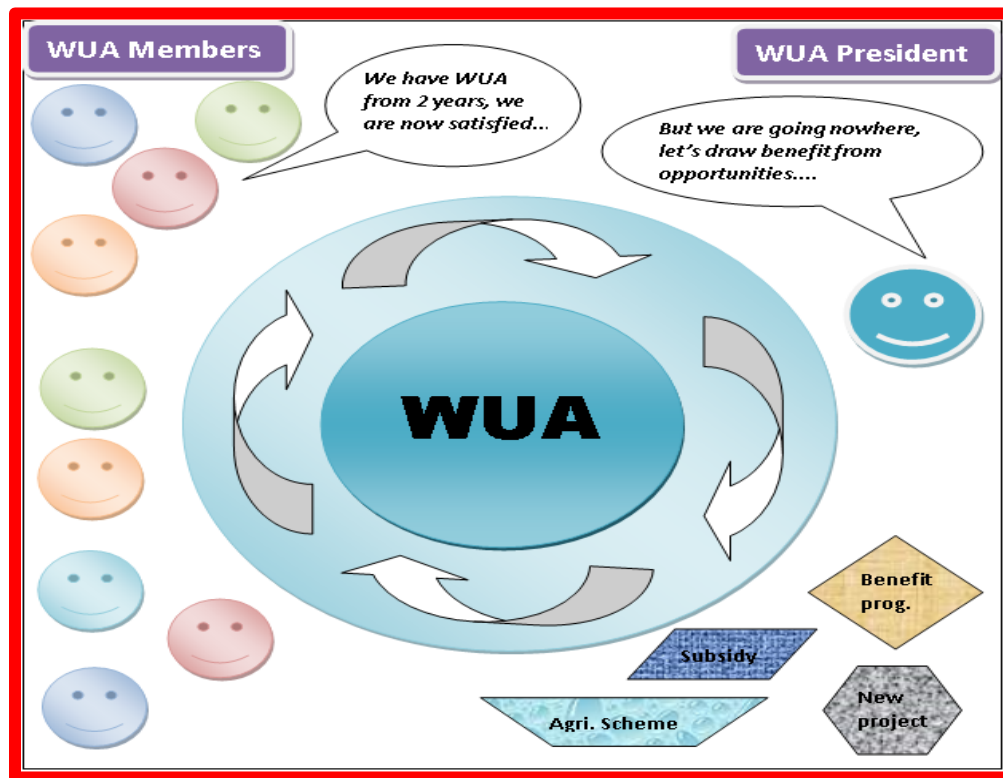 WUA Members
WUA President
We have WUA
from 2 years, we
are now satisfied...
But we are going nowhere,
let's draw benefit from
opportunities....
WUA
Benefit
prog.
Subsidy
New
project
Agri. Scheme